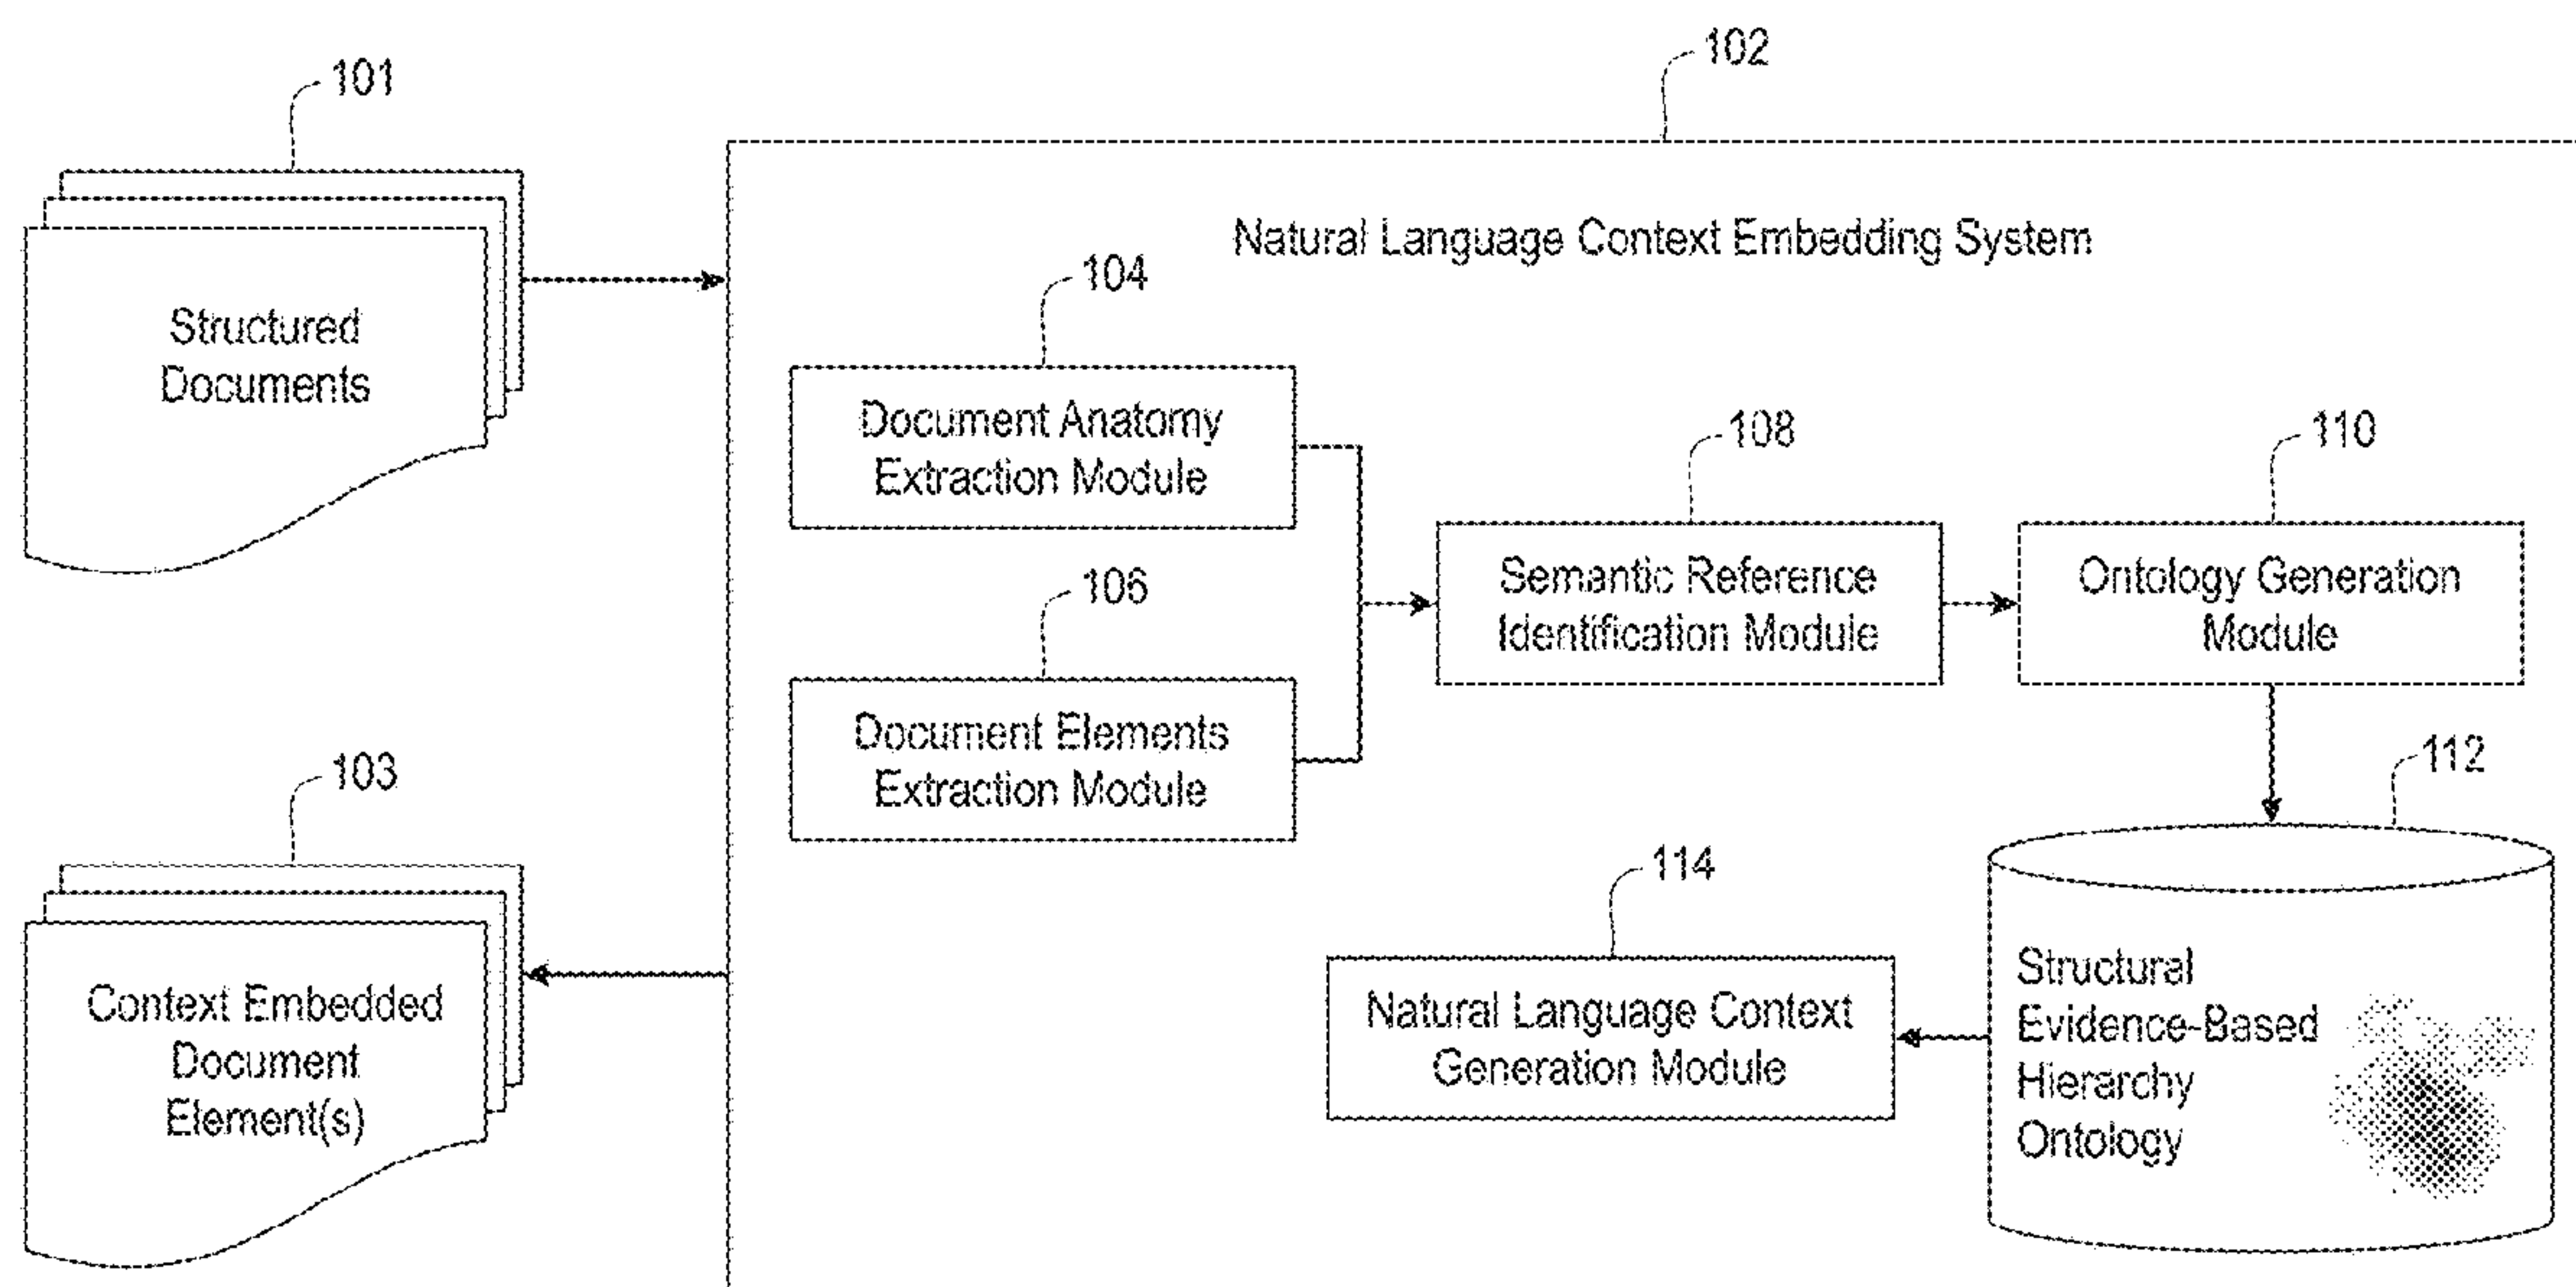 102
101
Natural Language Context Embedding System
104
Structured
Documents
108
110
Document Anatomy
Extraction Module
Semantic Reference
Identification Module
Ontology Generation
Module
106
Document Elements
Extraction Module
112
103
114
Structural
Evidence-Based
Hierarchy
Ontology
Natural Language Context
Generation Module
Context Embedded
Document
Element(s)